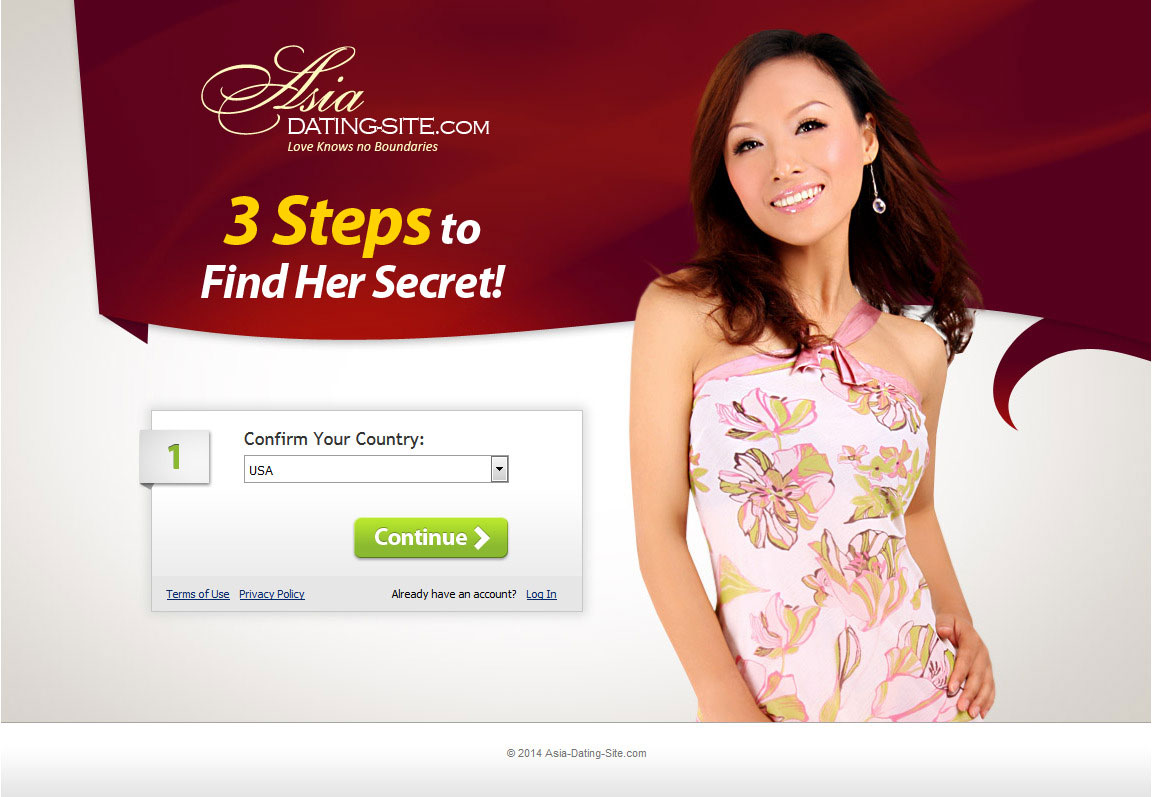 Asia
DATING-SITE.COM
Love Knows no Boundaries
3 Steps to
Find Her Secret!
1
Confirm Your Country:
USA
Continue
Terms of Use Privacy Policy Already have an account? Log In
© 2014 Asia-Dating-Site.com